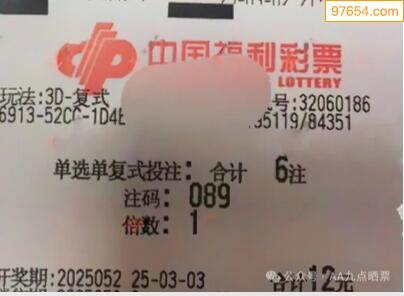 97654.com
中国福利彩票
LOTTERY
玩法:3D-复式
号:32060186
6913-52CC-1D4E
35119/84351
单选单复式投注: 合计 6注
注码: 089
倍数: 1
公众号·AA九点晒票
开奖期:2025052 25-03-03 合计12元